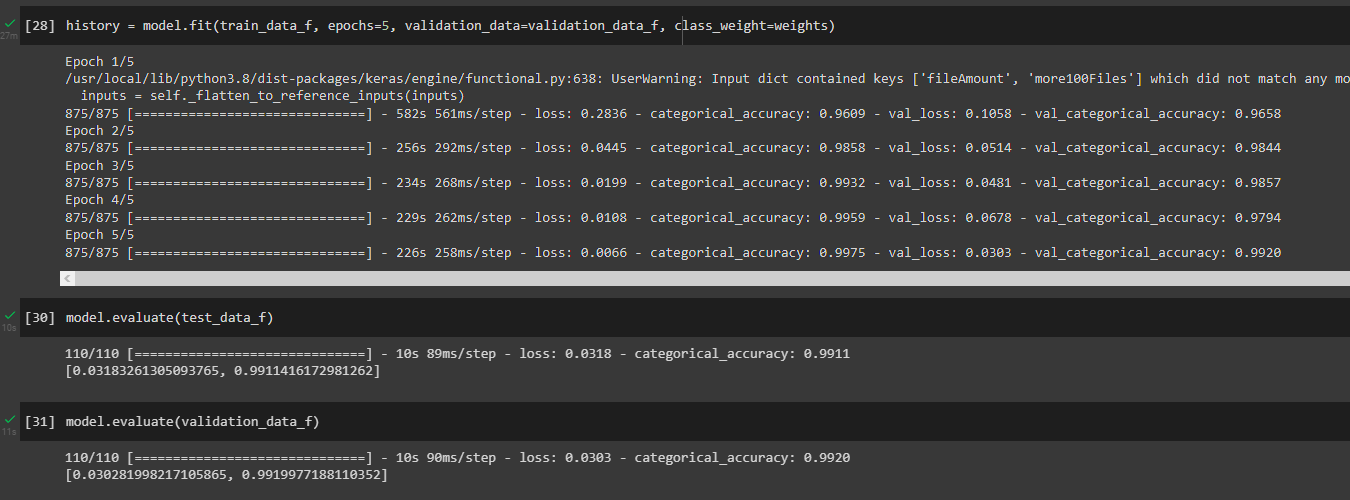 [28] history = model.fit(train_data_f, epochs=5, validation_data=validation_data_f, class_weight=weights)
27m
Epoch 1/5
/usr/local/lib/python3.8/dist-packages/keras/engine/functional.py:638: UserWarning: Input dict contained keys ['fileAmount', 'more100Files'] which did not match any mo
  inputs = self._flatten_to_reference_inputs(inputs)
875/875 [==============================] - 582s 561ms/step - loss: 0.2836 - categorical_accuracy: 0.9609 - val_loss: 0.1058 - val_categorical_accuracy: 0.9658
Epoch 2/5
875/875 [==============================] - 256s 292ms/step - loss: 0.0445 - categorical_accuracy: 0.9858 - val_loss: 0.0514 - val_categorical_accuracy: 0.9844
Epoch 3/5
875/875 [==============================] - 234s 268ms/step - loss: 0.0199 - categorical_accuracy: 0.9932 - val_loss: 0.0481 - val_categorical_accuracy: 0.9857
Epoch 4/5
875/875 [==============================] - 229s 262ms/step - loss: 0.0108 - categorical_accuracy: 0.9959 - val_loss: 0.0678 - val_categorical_accuracy: 0.9794
Epoch 5/5
875/875 [==============================] - 226s 258ms/step - loss: 0.0066 - categorical_accuracy: 0.9975 - val_loss: 0.0303 - val_categorical_accuracy: 0.9920
[30] model.evaluate(test_data_f)
10s
110/110 [==============================] - 10s 89ms/step - loss: 0.0318 - categorical_accuracy: 0.9911
[0.03183261305093765, 0.9911416172981262]
[31] model.evaluate(validation_data_f)
11s
110/110 [==============================] - 10s 90ms/step - loss: 0.0303 - categorical_accuracy: 0.9920
[0.030281998217105865, 0.9919977188110352]